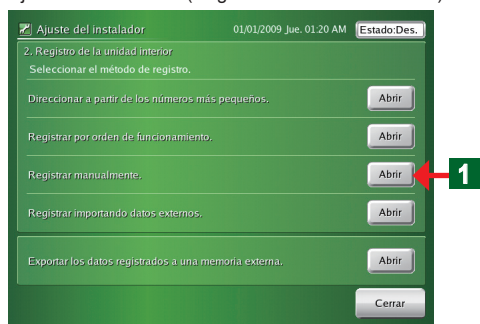 Ajuste del instalador 01/01/2009 Jue. 01:20 AM Estado:Des.
2. Registro de la unidad interior
Seleccionar el método de registro.
Direccionar a partir de los números más pequeños. Abrir
Registrar por orden de funcionamiento. Abrir
Registrar manualmente. Abrir 1
Registrar importando datos externos. Abrir
Exportar los datos registrados a una memoria externa. Abrir
Cerrar